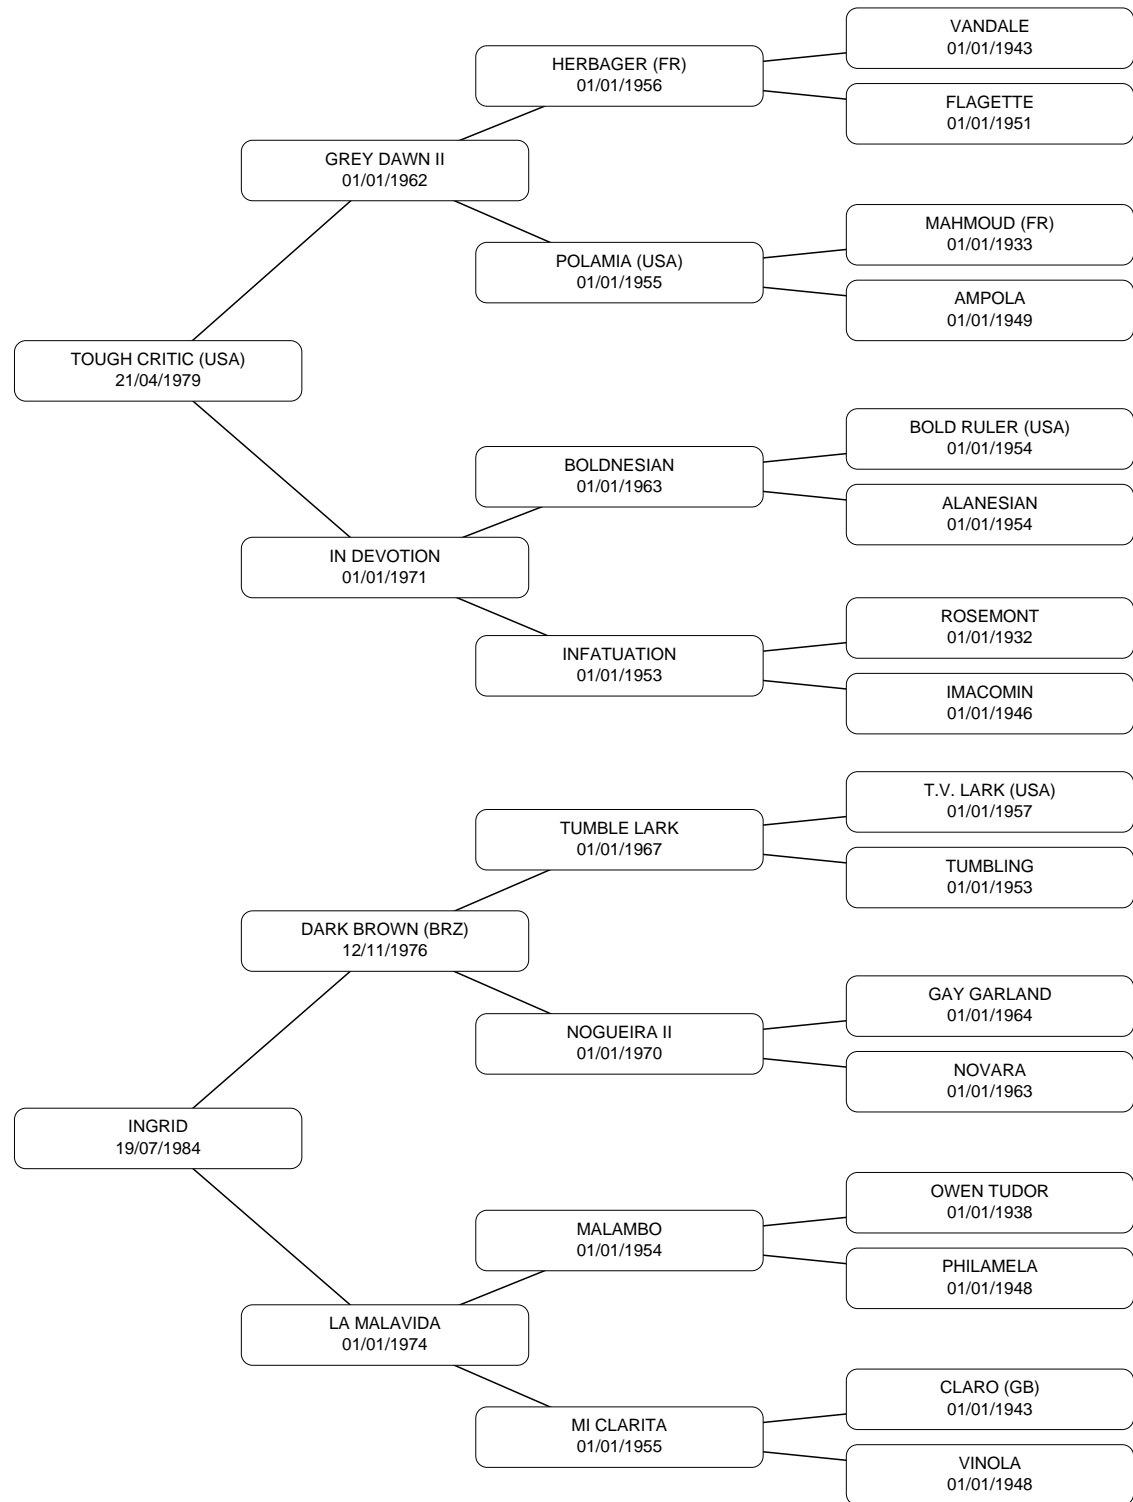 VANDALE
01/01/1943
HERBAGER (FR)
01/01/1956
FLAGETTE
01/01/1951
GREY DAWN II
01/01/1962
MAHMOUD (FR)
01/01/1933
POLAMIA (USA)
01/01/1955
AMPOLA
01/01/1949
TOUGH CRITIC (USA)
21/04/1979
BOLD RULER (USA)
01/01/1954
BOLDNESIAN
01/01/1963
ALANESIAN
01/01/1954
IN DEVOTION
01/01/1971
ROSEMONT
01/01/1932
INFATUATION
01/01/1953
IMACOMIN
01/01/1946
T.V. LARK (USA)
01/01/1957
TUMBLE LARK
01/01/1967
TUMBLING
01/01/1953
DARK BROWN (BRZ)
12/11/1976
GAY GARLAND
01/01/1964
NOGUEIRA II
01/01/1970
NOVARA
01/01/1963
INGRID
19/07/1984
OWEN TUDOR
01/01/1938
MALAMBO
01/01/1954
PHILAMELA
01/01/1948
LA MALAVIDA
01/01/1974
CLARO (GB)
01/01/1943
MI CLARITA
01/01/1955
VINOLA
01/01/1948